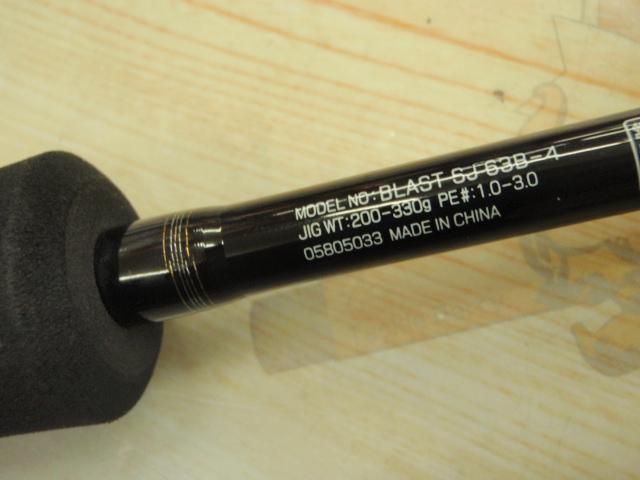 MODEL NO: BLAST SJ 63B-4
JIG WT:200-330g PE#:1.0-3.0
05805033 MADE IN CHINA